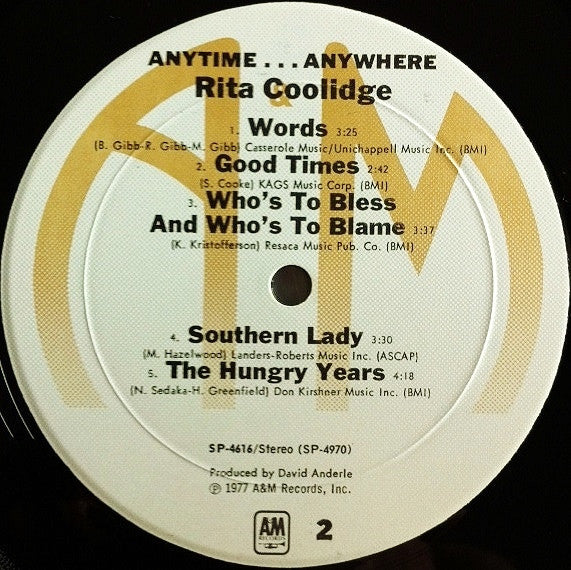 ANYTIME...ANYWHERE
Rita Coolidge
1. Words 3:25
(B. Gibb-R. Gibb-M. Gibb) Casserole Music/Unichappell Music Inc. (BMI)
2. Good Times 2:42
(S. Cooke) KAGS Music Corp. (BMI)
3. Who's To Bless
And Who's To Blame 3:37
(K. Kristofferson) Resaca Music Pub. Co. (BMI)
4. Southern Lady 3:30
(M. Hazelwood) Landers-Roberts Music Inc. (ASCAP)
5. The Hungry Years 4:18
(N. Sedaka-H. Greenfield) Don Kirshner Music Inc. (BMI)
SP-4616/Stereo (SP-4970)
Produced by David Anderle
℗ 1977 A&M Records, Inc.
A&M
RECORDS
2